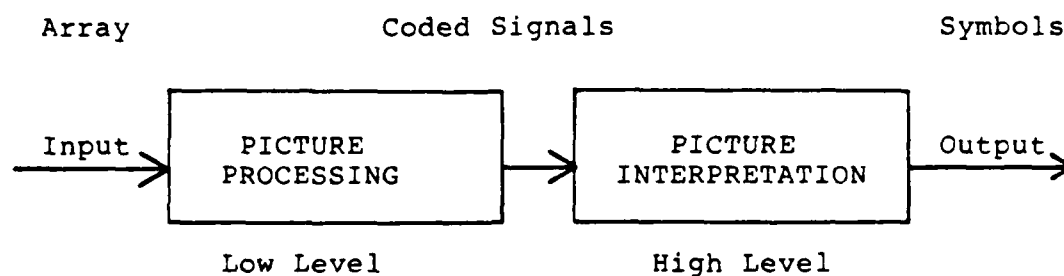 Array Coded Signals Symbols
Input PICTURE PROCESSING PICTURE INTERPRETATION Output
Low Level High Level